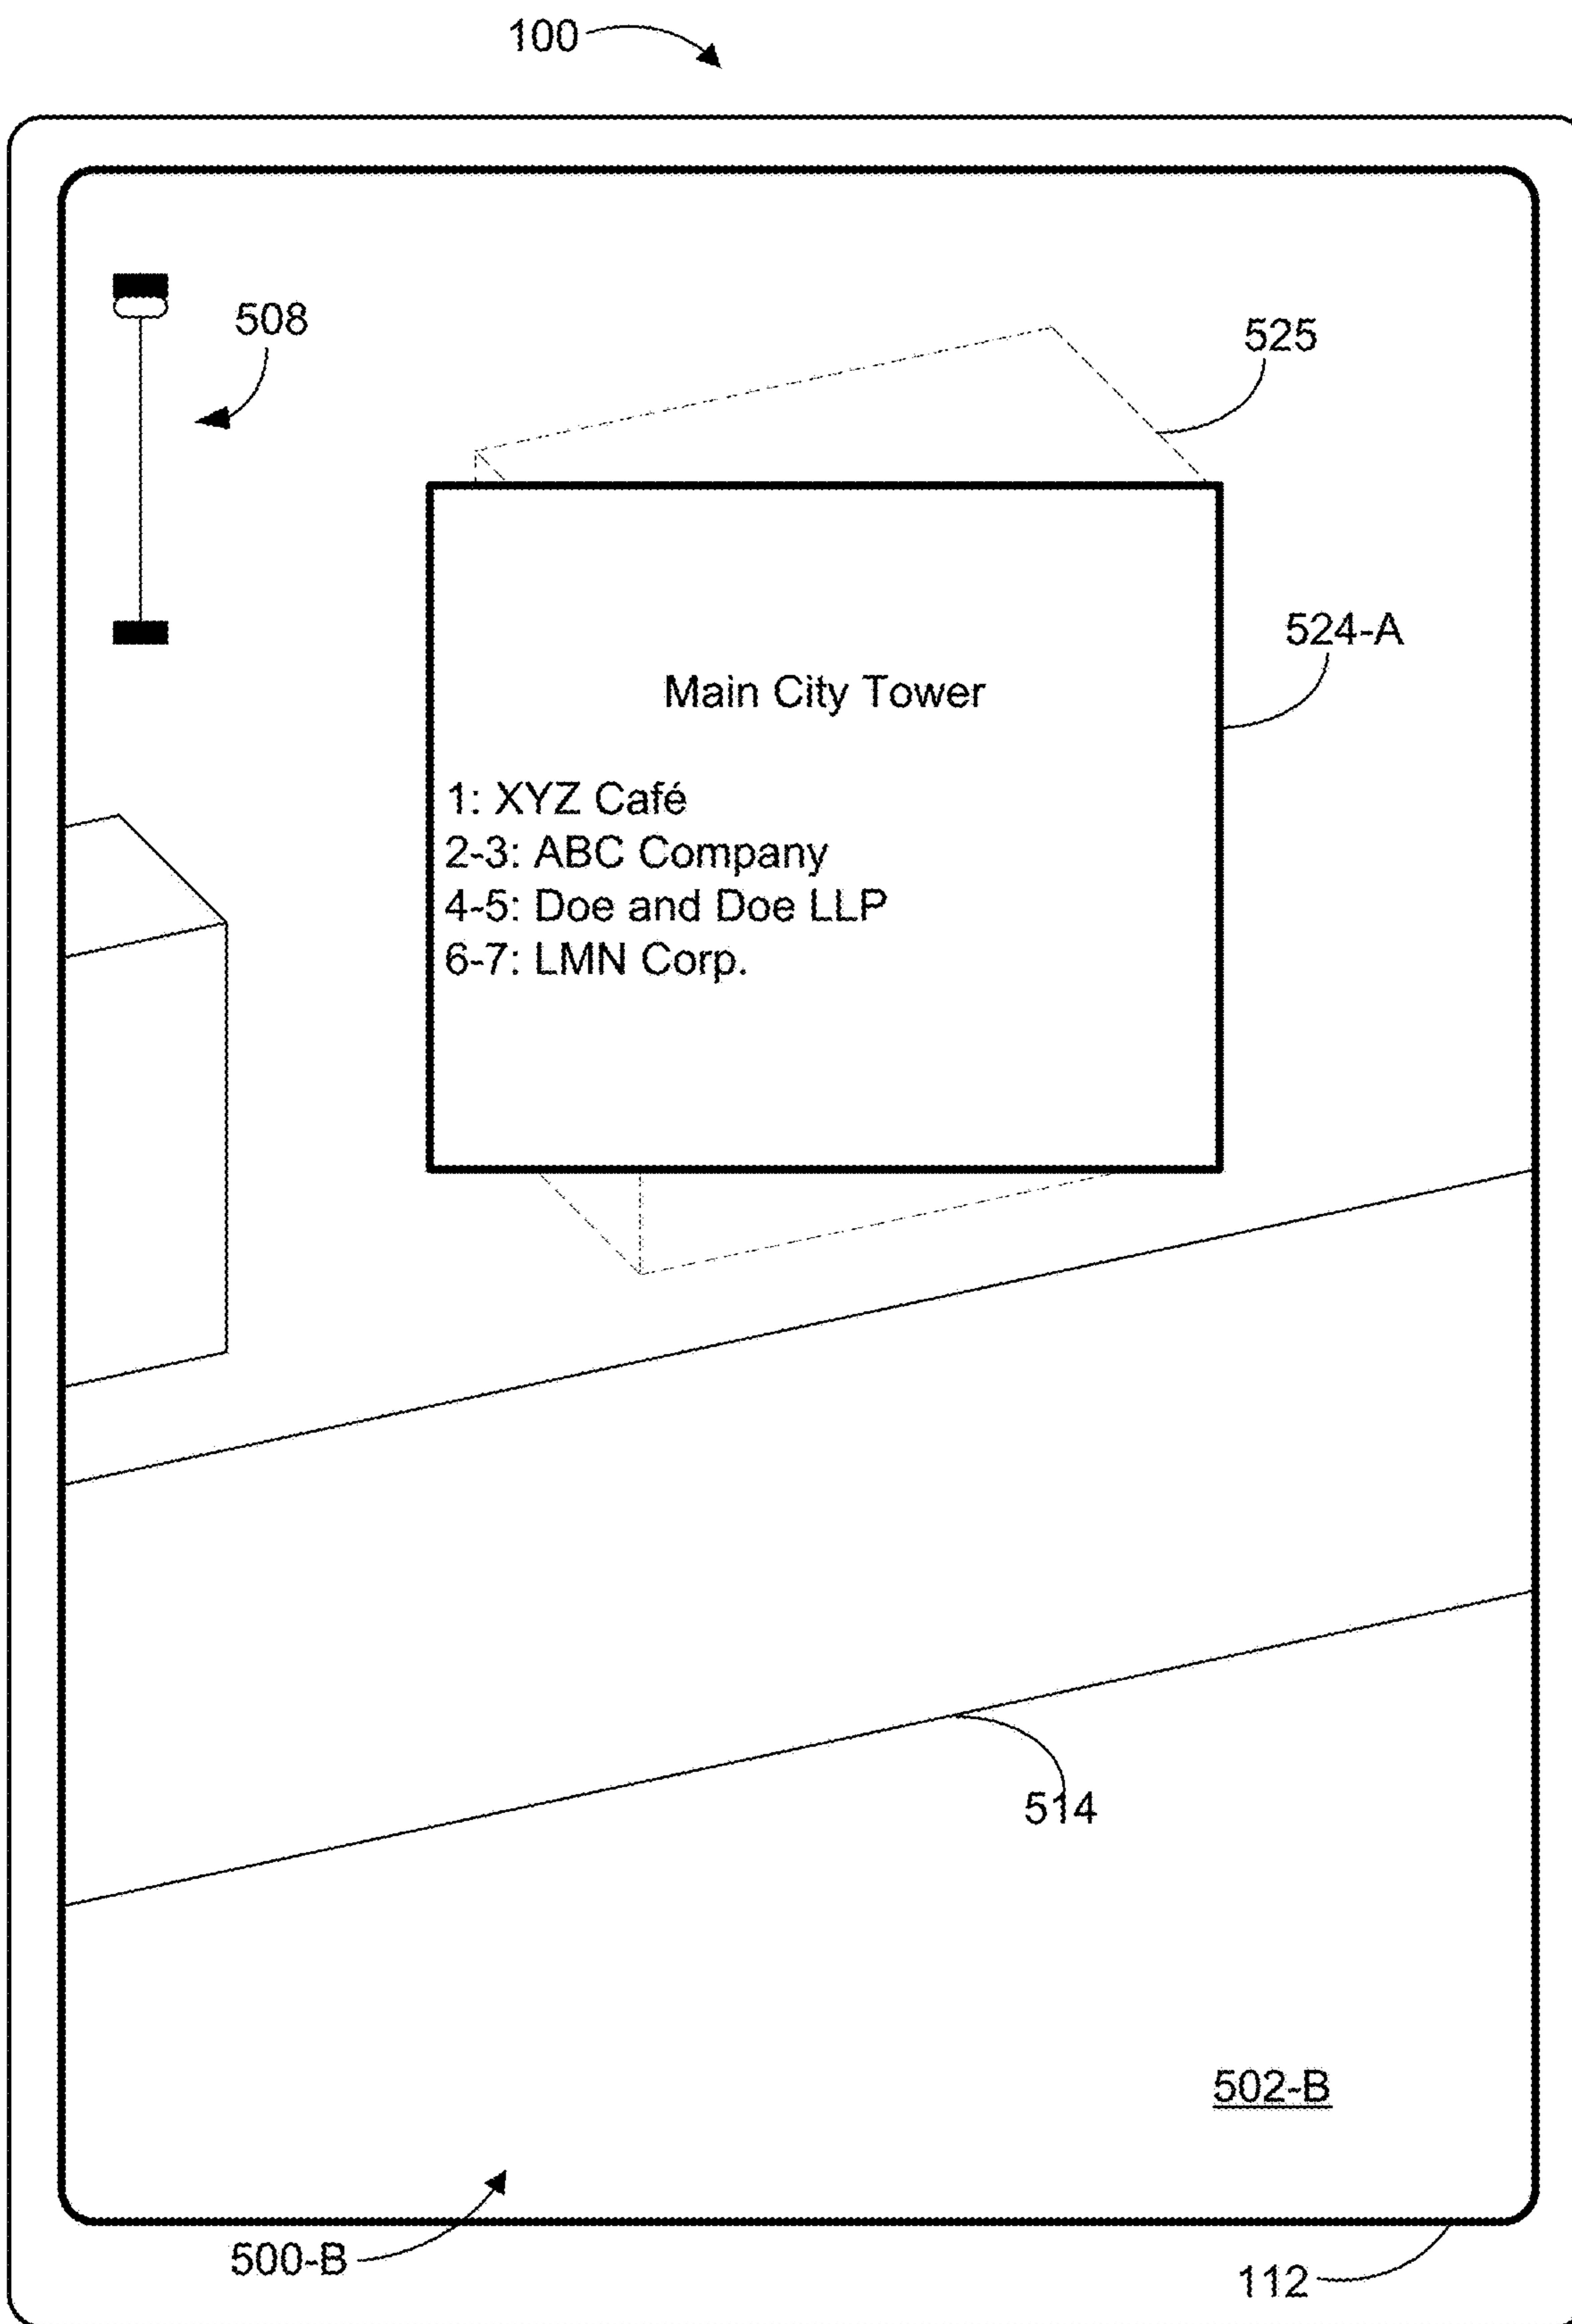 100
508
525
524-A
Main City Tower
1: XYZ Café
2-3: ABC Company
4-5: Doe and Doe LLP
6-7: LMN Corp.
514
502-B
500-B
112